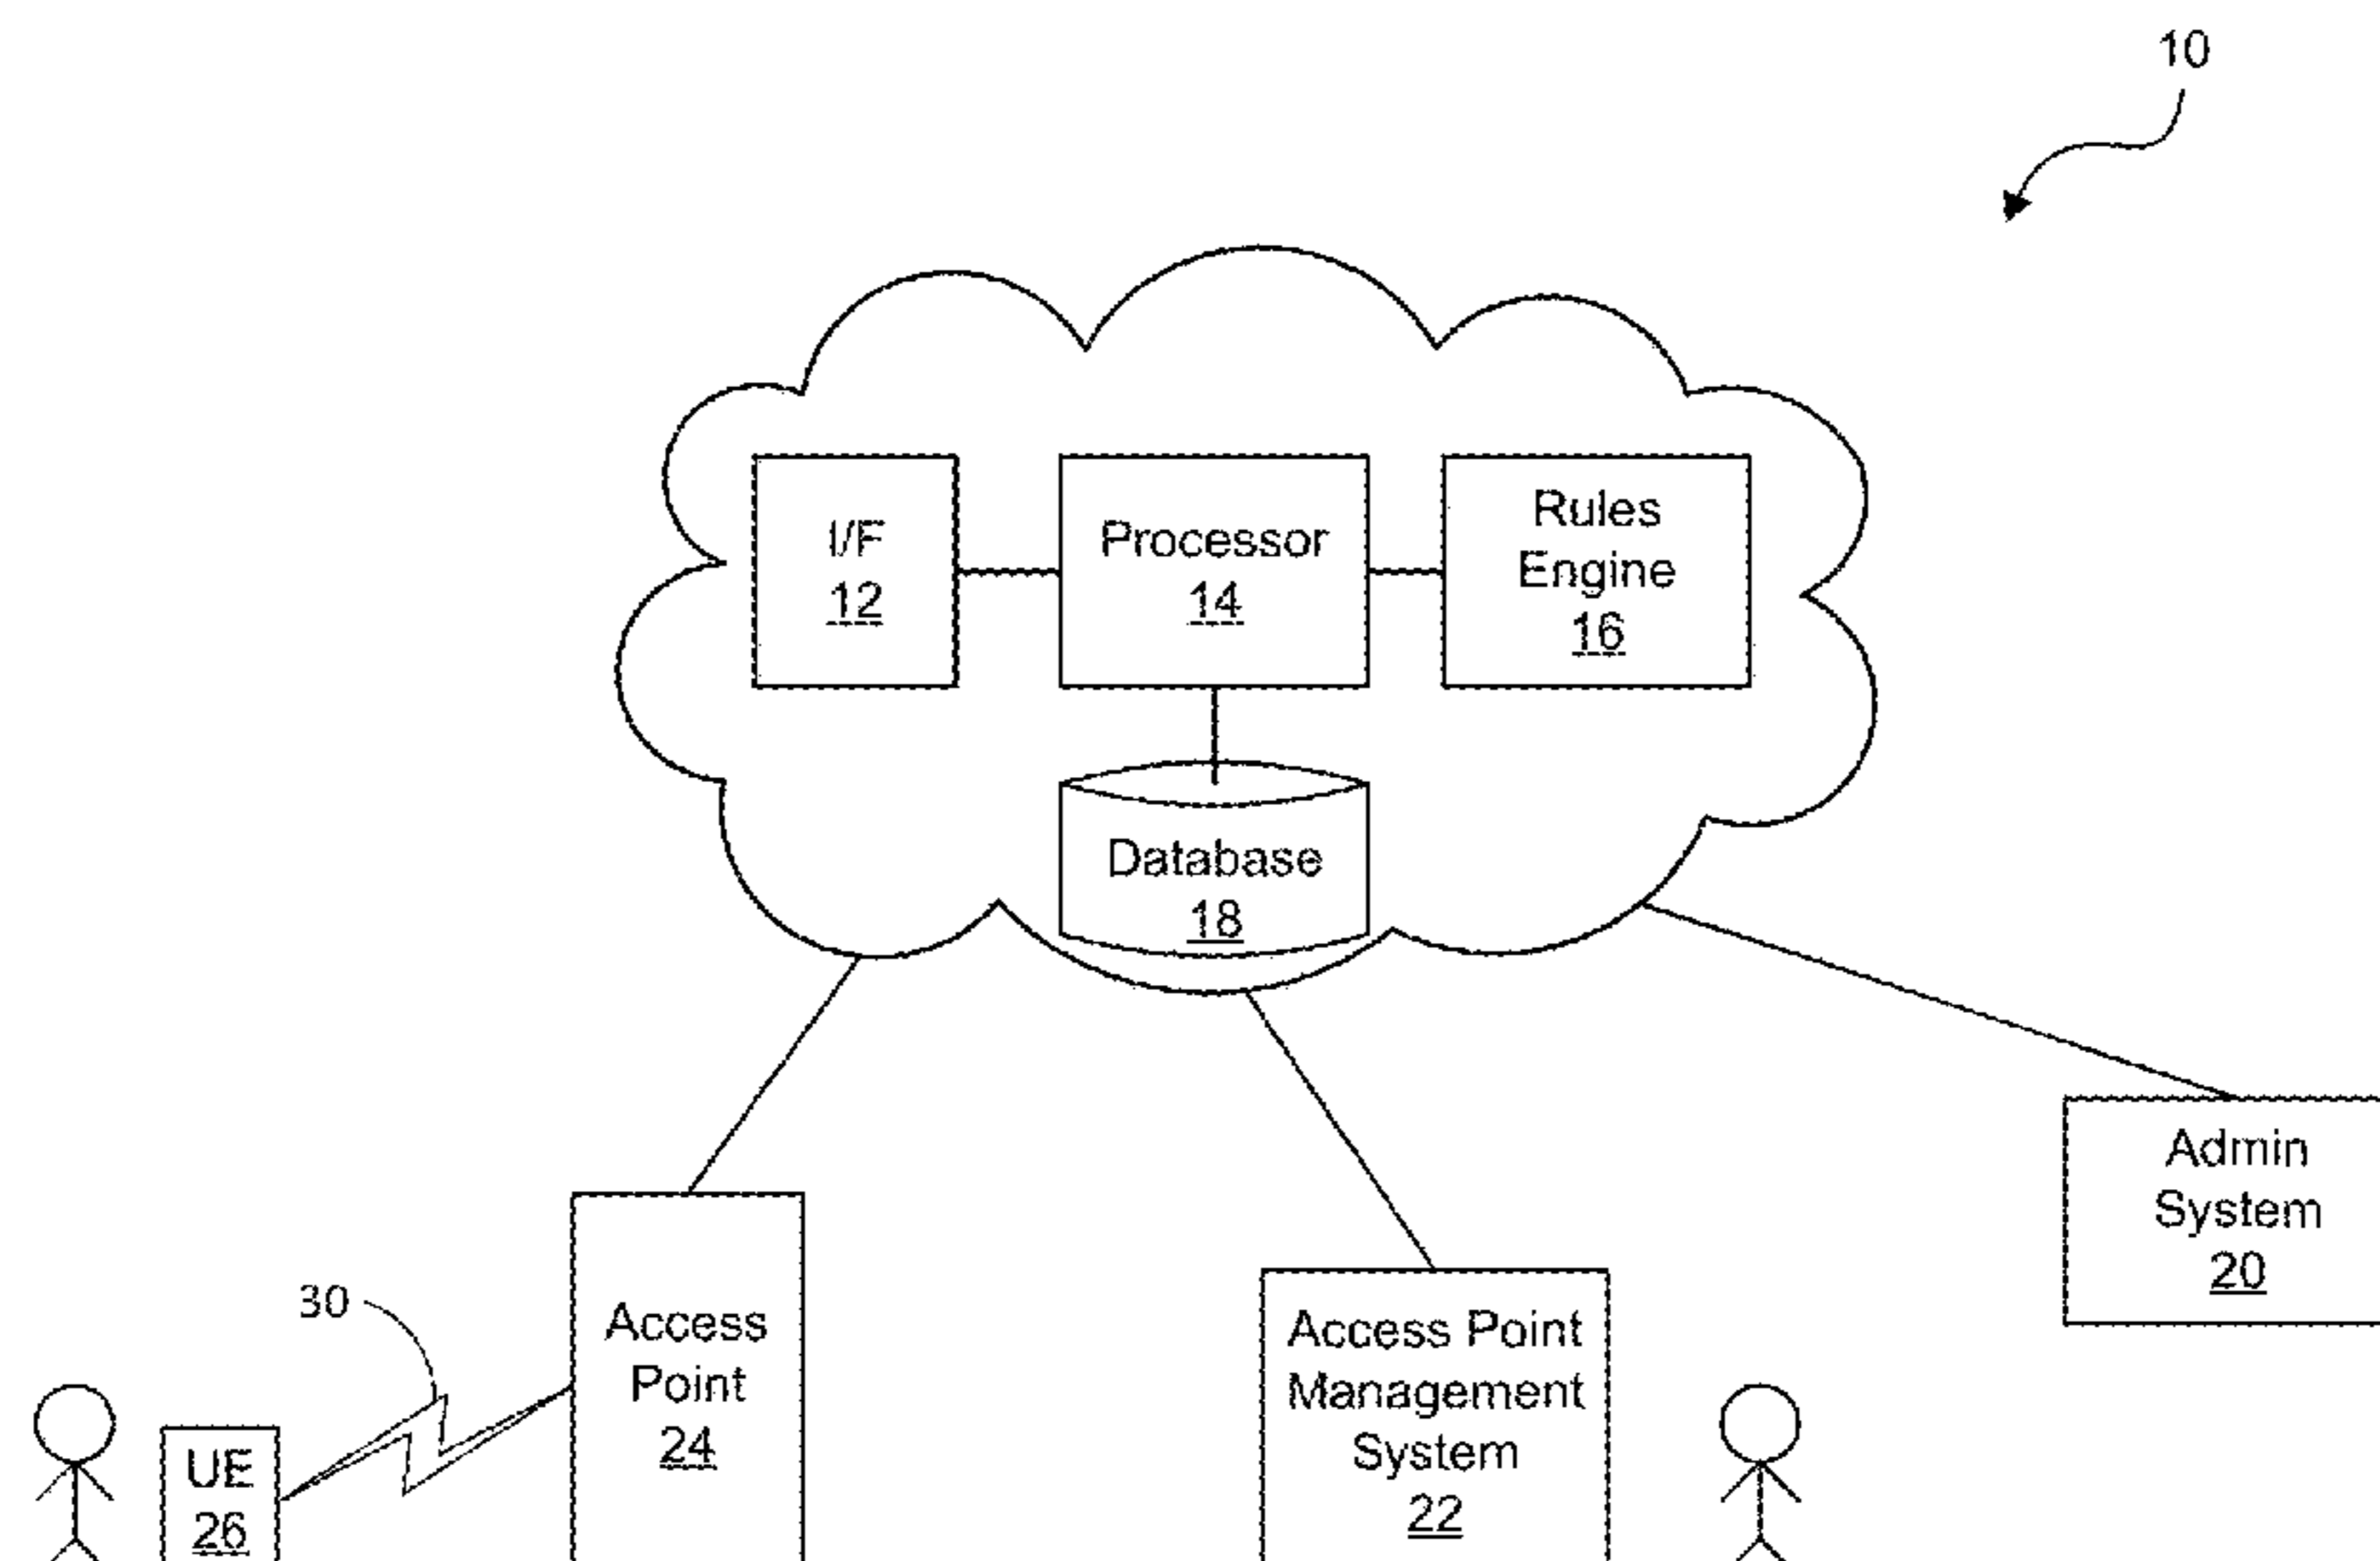 10
I/F
12
Processor
14
Rules
Engine
16
Database
18
Admin
System
20
30
Access
Point
24
Access Point
Management
System
22
UE
26